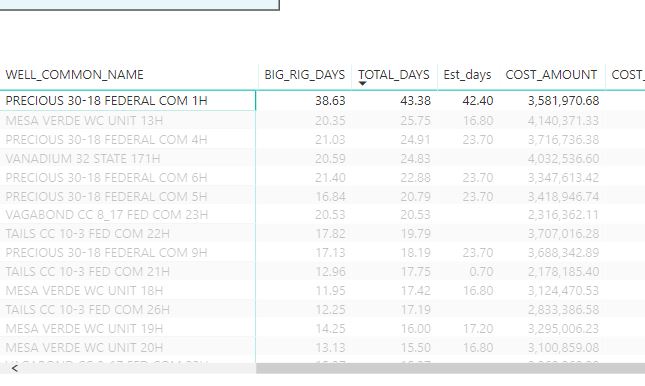 WELL_COMMON_NAME BIG_RIG_DAYS TOTAL_DAYS Est_days COST_AMOUNT COST_
PRECIOUS 30-18 FEDERAL COM 1H 38.63 43.38 42.40 3,581,970.68
MESA VERDE WC UNIT 13H 20.35 25.75 16.80 4,140,371.33
PRECIOUS 30-18 FEDERAL COM 4H 21.03 24.91 23.70 3,716,736.38
VANADIUM 32 STATE 171H 20.59 24.83 4,032,536.60
PRECIOUS 30-18 FEDERAL COM 6H 21.40 22.88 23.70 3,347,613.42
PRECIOUS 30-18 FEDERAL COM 5H 16.84 20.79 23.70 3,418,946.74
VAGABOND CC 8_17 FED COM 23H 20.53 20.53 2,316,362.11
TAILS CC 10-3 FED COM 22H 17.82 19.79 3,707,016.28
PRECIOUS 30-18 FEDERAL COM 9H 17.13 18.19 23.70 3,688,342.89
TAILS CC 10-3 FED COM 21H 12.96 17.75 0.70 2,178,185.40
MESA VERDE WC UNIT 18H 11.95 17.42 16.80 3,124,470.53
TAILS CC 10-3 FED COM 26H 12.25 17.19 2,833,386.58
MESA VERDE WC UNIT 19H 14.25 16.00 17.20 3,295,006.23
MESA VERDE WC UNIT 20H 13.13 15.50 16.80 3,100,859.08